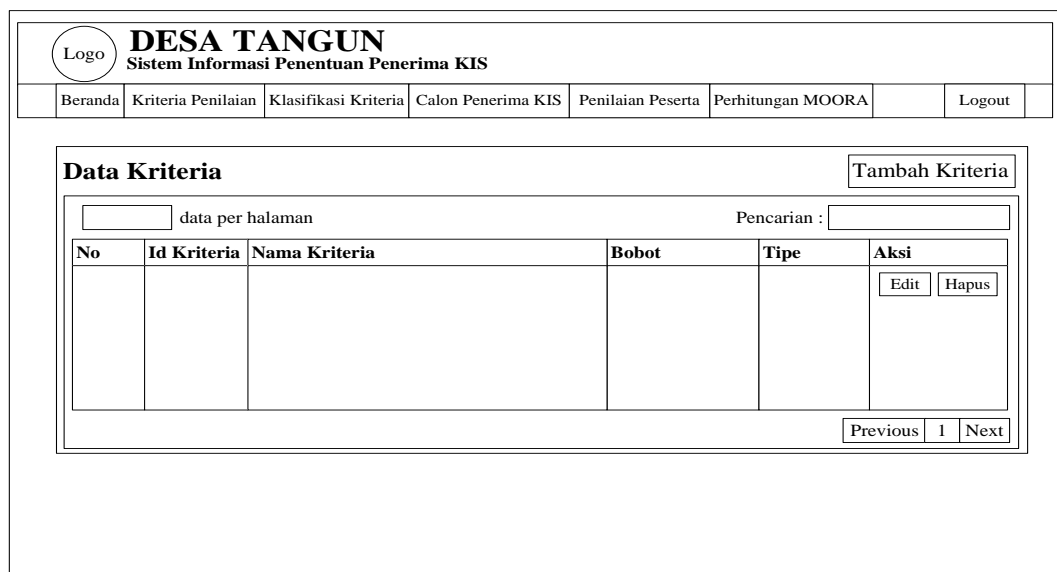 Logo
DESA TANGUN
Sistem Informasi Penentuan Penerima KIS
Beranda Kriteria Penilaian Klasifikasi Kriteria Calon Penerima KIS Penilaian Peserta Perhitungan MOORA Logout
Data Kriteria Tambah Kriteria
data per halaman Pencarian :
No Id Kriteria Nama Kriteria Bobot Tipe Aksi
Edit Hapus
Previous 1 Next